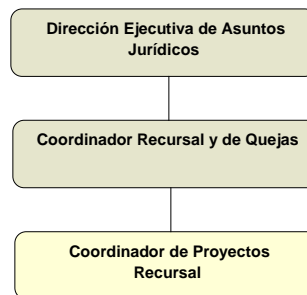 Dirección Ejecutiva de Asuntos
Jurídicos
Coordinador Recursal y de Quejas
Coordinador de Proyectos
Recursal